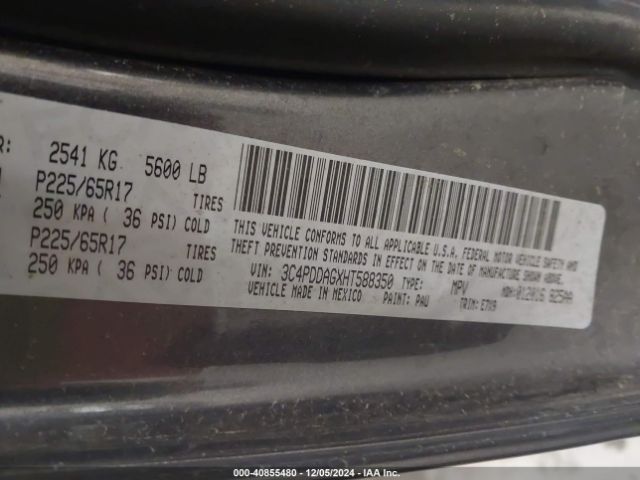 R: 2541 KG 5600 LB
P225/65R17 TIRES
250 KPA ( 36 PSI) COLD
P225/65R17 TIRES
250 KPA ( 36 PSI) COLD
THIS VEHICLE CONFORMS TO ALL APPLICABLE U.S.A. FEDERAL MOTOR VEHICLE SAFETY AND
THEFT PREVENTION STANDARDS IN EFFECT ON THE DATE OF MANUFACTURE SHOWN ABOVE.
VIN: 3C4PDDAGXHT588350 TYPE: MPV
VEHICLE MADE IN MEXICO PAINT: PAU TRIM: E7X9
000-40855480 - 12/05/2024 - IAA Inc.